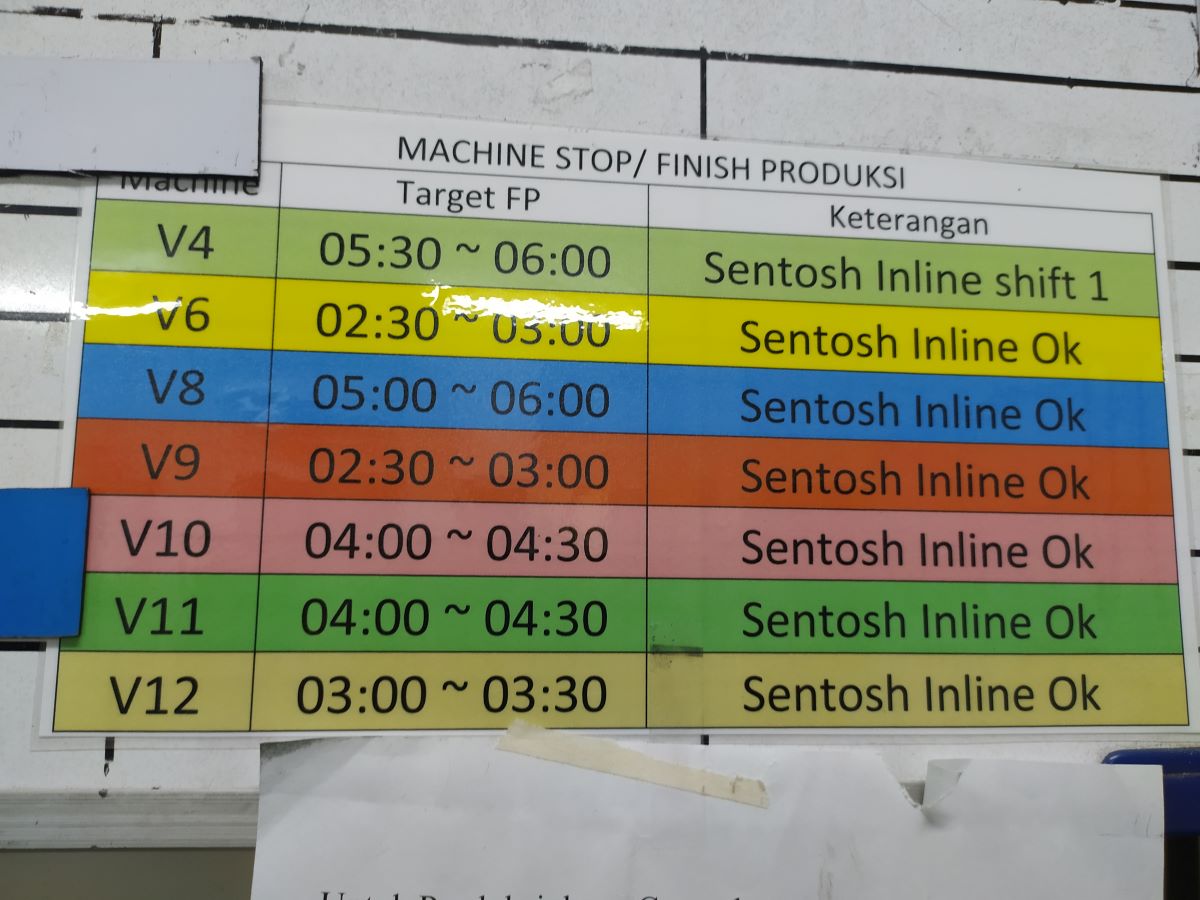 MACHINE STOP/ FINISH PRODUKSI
Machine Target FP Keterangan
V4 05:30 ~ 06:00 Sentosh Inline shift 1
V6 02:30 ~ 03:00 Sentosh Inline Ok
V8 05:00 ~ 06:00 Sentosh Inline Ok
V9 02:30 ~ 03:00 Sentosh Inline Ok
V10 04:00 ~ 04:30 Sentosh Inline Ok
V11 04:00 ~ 04:30 Sentosh Inline Ok
V12 03:00 ~ 03:30 Sentosh Inline Ok